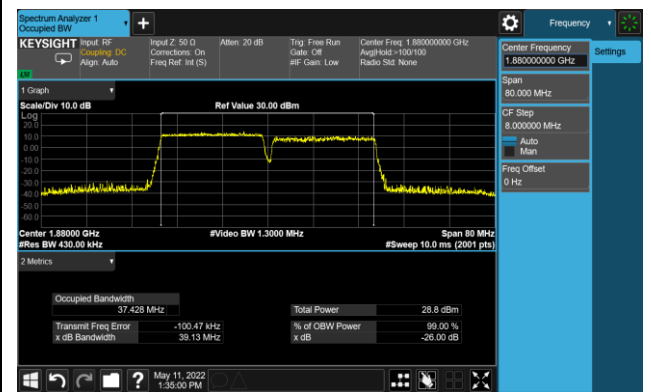 Spectrum Analyzer 1
Occupied BW
Frequency
KEYSIGHT
Input: RF
Coupling: DC
Align: Auto
Input Z: 50 Ω
Corrections: On
Freq Ref: Int (S)
Atten: 20 dB
Trig: Free Run
Gate: Off
#IF Gain: Low
Center Freq: 1.880000000 GHz
Avg|Hold:>100/100
Radio Std: None
Center Frequency
1.880000000 GHz
Settings
Span
80.000 MHz
CF Step
8.000000 MHz
Auto
Man
Freq Offset
0 Hz
1 Graph
Scale/Div 10.0 dB
Ref Value 30.00 dBm
Log
20.0
10.0
0.00
-10.0
-20.0
-30.0
-40.0
-50.0
-60.0
Center 1.88000 GHz
#Video BW 1.3000 MHz
Span 80 MHz
#Res BW 430.00 kHz
#Sweep 10.0 ms (2001 pts)
2 Metrics
Occupied Bandwidth
37.428 MHz
Total Power 28.8 dBm
Transmit Freq Error -100.47 kHz
% of OBW Power 99.00 %
x dB Bandwidth 39.13 MHz
x dB -26.00 dB
?
May 11, 2022
1:35:00 PM